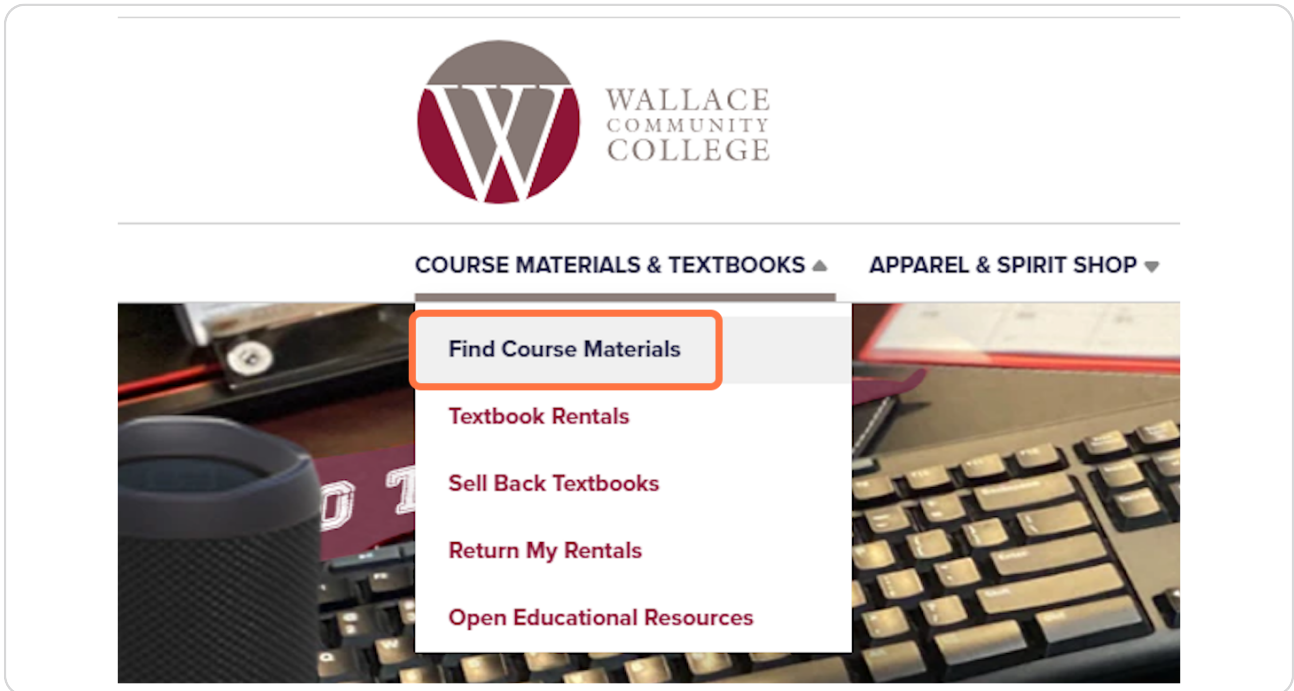 W
WALLACE
COMMUNITY
COLLEGE
COURSE MATERIALS & TEXTBOOKS
APPAREL & SPIRIT SHOP
Find Course Materials
Textbook Rentals
Sell Back Textbooks
Return My Rentals
Open Educational Resources